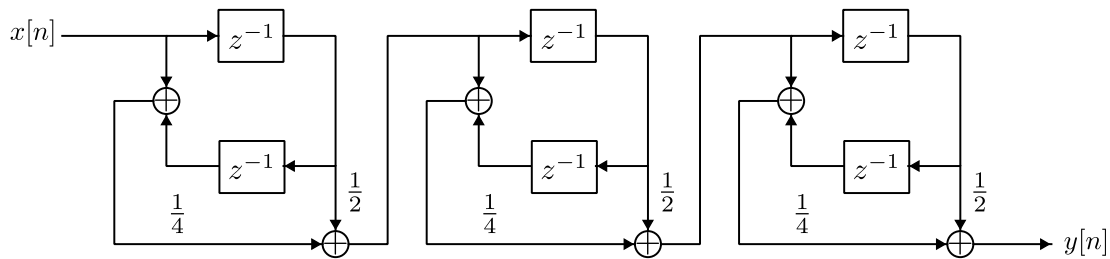 x[n] z⁻¹ z⁻¹ z⁻¹
z⁻¹ z⁻¹ z⁻¹
1/4 1/2 1/4 1/2 1/4 1/2
y[n]